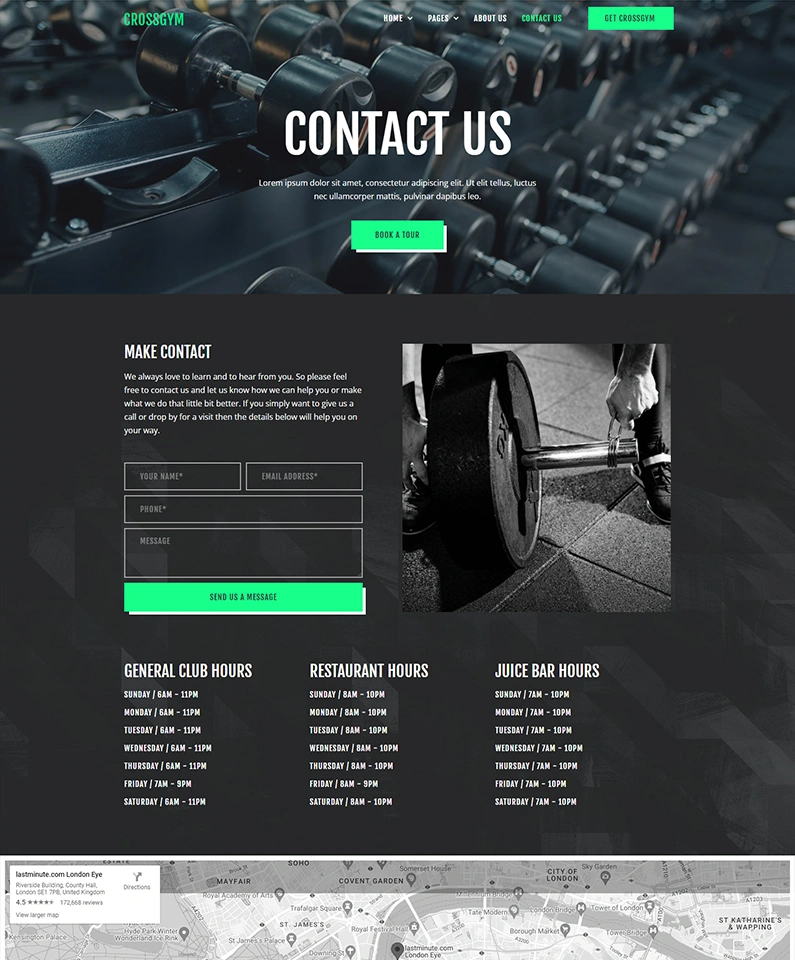 CROSSGYM
HOME PAGES ABOUT US CONTACT US GET CROSSGYM
CONTACT US
Lorem ipsum dolor sit amet, consectetur adipiscing elit. Ut elit tellus, luctus
nec ullamcorper mattis, pulvinar dapibus leo.
BOOK A TOUR
MAKE CONTACT
We always love to learn and to hear from you. So please feel
free to contact us and let us know how we can help you or make
what we do that little bit better. If you simply want to give us a
call or drop by for a visit then the details below will help you on
your way.
YOUR NAME* EMAIL ADDRESS*
PHONE*
MESSAGE
SEND US A MESSAGE
GENERAL CLUB HOURS
SUNDAY / 6AM - 11PM
MONDAY / 6AM - 11PM
TUESDAY / 6AM - 11PM
WEDNESDAY / 6AM - 11PM
THURSDAY / 6AM - 11PM
FRIDAY / 7AM - 9PM
SATURDAY / 6AM - 11PM
RESTAURANT HOURS
SUNDAY / 8AM - 10PM
MONDAY / 8AM - 10PM
TUESDAY / 8AM - 10PM
WEDNESDAY / 8AM - 10PM
THURSDAY / 8AM - 10PM
FRIDAY / 8AM - 9PM
SATURDAY / 8AM - 10PM
JUICE BAR HOURS
SUNDAY / 7AM - 10PM
MONDAY / 7AM - 10PM
TUESDAY / 7AM - 10PM
WEDNESDAY / 7AM - 10PM
THURSDAY / 7AM - 10PM
FRIDAY / 7AM - 10PM
SATURDAY / 7AM - 10PM
lastminute.com London Eye
Riverside Building, County Hall,
London SE1 7PB, United Kingdom
4.5 ★★★★★ 172,668 reviews
View larger map
Directions
SOHO
Somerset House
MAYFAIR
COVENT GARDEN
CITY OF
LONDON
Sky Garden
Royal Academy of Arts
Millennium Bridge
Trafalgar Square
Tate Modern
London Bridge
Tower of London
ST. JAMES'S
Royal Festival Hall
Borough Market
Tower Bridge
ST KATHARINE'S
& WAPPING
Kensington Palace
Hyde Park Winter
Wonderland Ice Rink
St James's Palace
Downing St
lastminute.com
London Eye
A1203